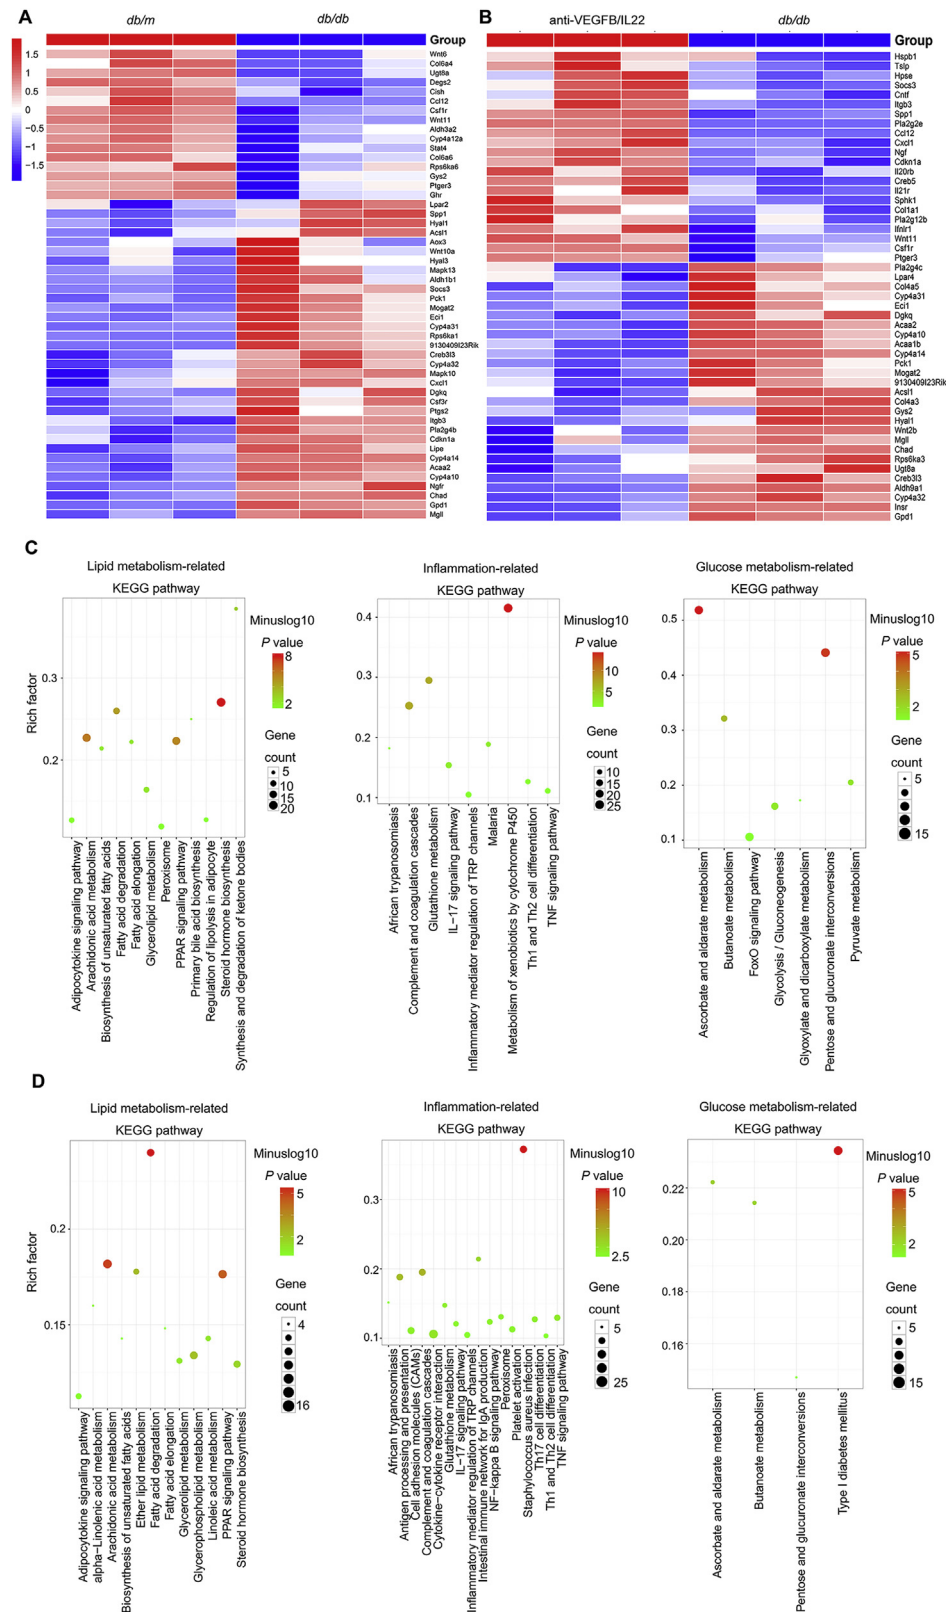 A
db/m
db/db
Group
1.5
1
0.5
0
−0.5
−1
−1.5
Wnt6
Col6a4
Ugt8a
Degs2
Cish
Ccl12
Csf1r
Wnt11
Aldh3a2
Cyp4a12a
Stat4
Col6a6
Rps6ka6
Gys2
Ptger3
Ghr
Lpar2
Spp1
Hyal1
Acsl1
Aox3
Wnt10a
Hyal3
Mapk13
Aldh1b1
Socs3
Pck1
Mogat2
Eci1
Cyp4a31
Rps6ka1
9130409I23Rik
Creb3l3
Cyp4a32
Mapk10
Cxcl1
Dgkq
Csf3r
Ptgs2
Itgb3
Pla2g4b
Cdkn1a
Lipe
Cyp4a14
Acaa2
Cyp4a10
Ngfr
Chad
Gpd1
Mgll
B
anti-VEGFB/IL22
db/db
Group
Hspb1
Tslp
Hpse
Socs3
Cntf
Itgb3
Spp1
Pla2g2e
Ccl12
Cxcl1
Ngf
Cdkn1a
Il20rb
Creb5
Il21r
Sphk1
Col1a1
Pla2g12b
Ifnlr1
Wnt11
Csf1r
Ptger3
Pla2g4c
Lpar4
Col4a5
Cyp4a31
Eci1
Dgkq
Acaa2
Cyp4a10
Acaa1b
Cyp4a14
Pck1
Mogat2
9130409I23Rik
Acsl1
Col4a3
Gys2
Hyal1
Wnt2b
Mgll
Chad
Rps6ka3
Ugt8a
Creb3l3
Aldh9a1
Cyp4a32
Insr
Gpd1
C
Lipid metabolism-related
KEGG pathway
Rich factor
0.3
0.2
Minuslog10
P value
8
2
Gene
count
5
10
15
20
Adipocytokine signaling pathway
Arachidonic acid metabolism
Biosynthesis of unsaturated fatty acids
Fatty acid degradation
Fatty acid elongation
Glycerolipid metabolism
Peroxisome
PPAR signaling pathway
Primary bile acid biosynthesis
Regulation of lipolysis in adipocyte
Steroid hormone biosynthesis
Synthesis and degradation of ketone bodies
Inflammation-related
KEGG pathway
0.4
0.3
0.2
0.1
Minuslog10
P value
10
5
Gene
count
10
15
20
25
African trypanosomiasis
Complement and coagulation cascades
Glutathione metabolism
IL−17 signaling pathway
Inflammatory mediator regulation of TRP channels
Malaria
Metabolism of xenobiotics by cytochrome P450
Th1 and Th2 cell differentiation
TNF signaling pathway
Glucose metabolism-related
KEGG pathway
0.5
0.4
0.3
0.2
0.1
Minuslog10
P value
5
2
Gene
count
5
15
Ascorbate and aldarate metabolism
Butanoate metabolism
FoxO signaling pathway
Glycolysis / Gluconeogenesis
Glyoxylate and dicarboxylate metabolism
Pentose and glucuronate interconversions
Pyruvate metabolism
D
Lipid metabolism-related
KEGG pathway
Rich factor
0.2
0.15
Minuslog10
P value
5
2
Gene
count
4
16
Adipocytokine signaling pathway
alpha−Linolenic acid metabolism
Arachidonic acid metabolism
Biosynthesis of unsaturated fatty acids
Ether lipid metabolism
Fatty acid degradation
Fatty acid elongation
Glycerolipid metabolism
Glycerophospholipid metabolism
Linoleic acid metabolism
PPAR signaling pathway
Steroid hormone biosynthesis
Inflammation-related
KEGG pathway
0.3
0.2
0.1
Minuslog10
P value
10
2.5
Gene
count
5
25
African trypanosomiasis
Antigen processing and presentation
Cell adhesion molecules (CAMs)
Complement and coagulation cascades
Cytokine−cytokine receptor interaction
Glutathione metabolism
IL−17 signaling pathway
Inflammatory mediator regulation of TRP channels
Intestinal immune network for IgA production
NF−kappa B signaling pathway
Peroxisome
Platelet activation
Staphylococcus aureus infection
Th17 cell differentiation
Th1 and Th2 cell differentiation
TNF signaling pathway
Glucose metabolism-related
KEGG pathway
0.22
0.20
0.18
0.16
Minuslog10
P value
5
2
Gene
count
5
15
Ascorbate and aldarate metabolism
Butanoate metabolism
Pentose and glucuronate interconversions
Type I diabetes mellitus